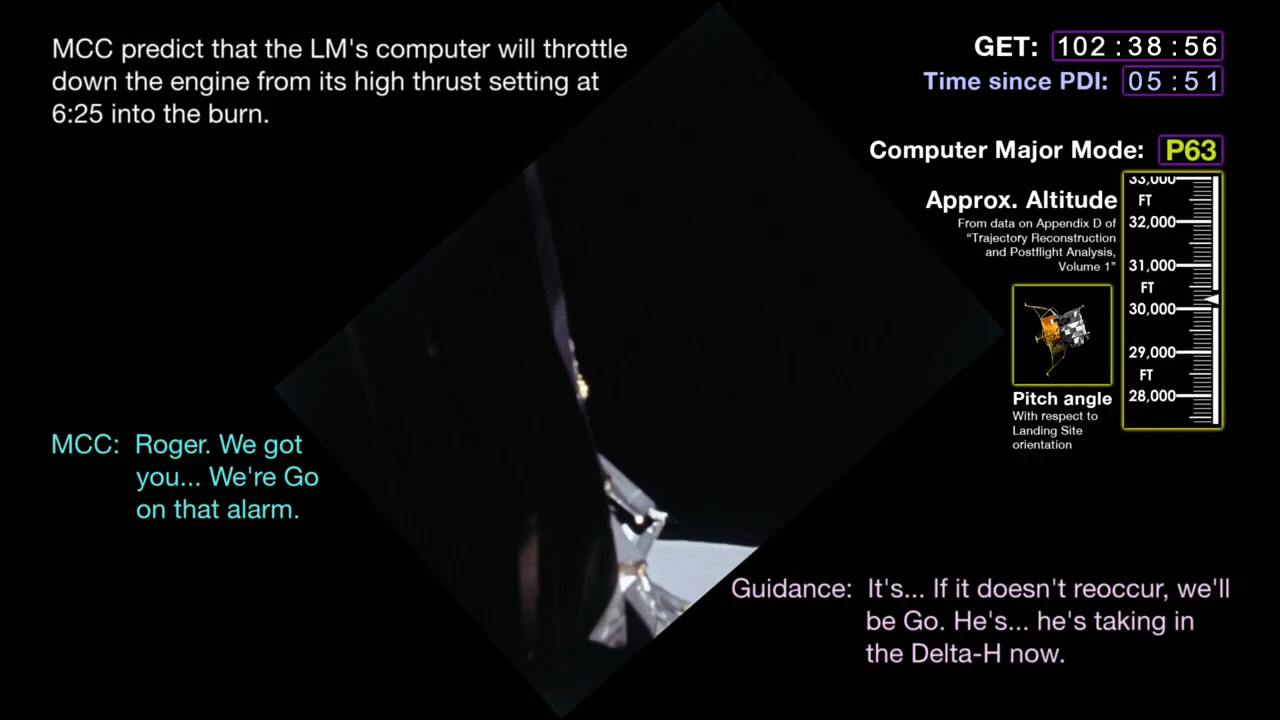 MCC predict that the LM's computer will throttle
down the engine from its high thrust setting at
6:25 into the burn.
GET: 102:38:56
Time since PDI: 05:51
Computer Major Mode: P63
Approx. Altitude
From data on Appendix D of
“Trajectory Reconstruction
and Postflight Analysis,
Volume 1”
33,000
FT
32,000
31,000
FT
30,000
29,000
FT
28,000
Pitch angle
With respect to
Landing Site
orientation
MCC: Roger. We got
you... We're Go
on that alarm.
Guidance: It's... If it doesn't reoccur, we'll
be Go. He's... he's taking in
the Delta-H now.